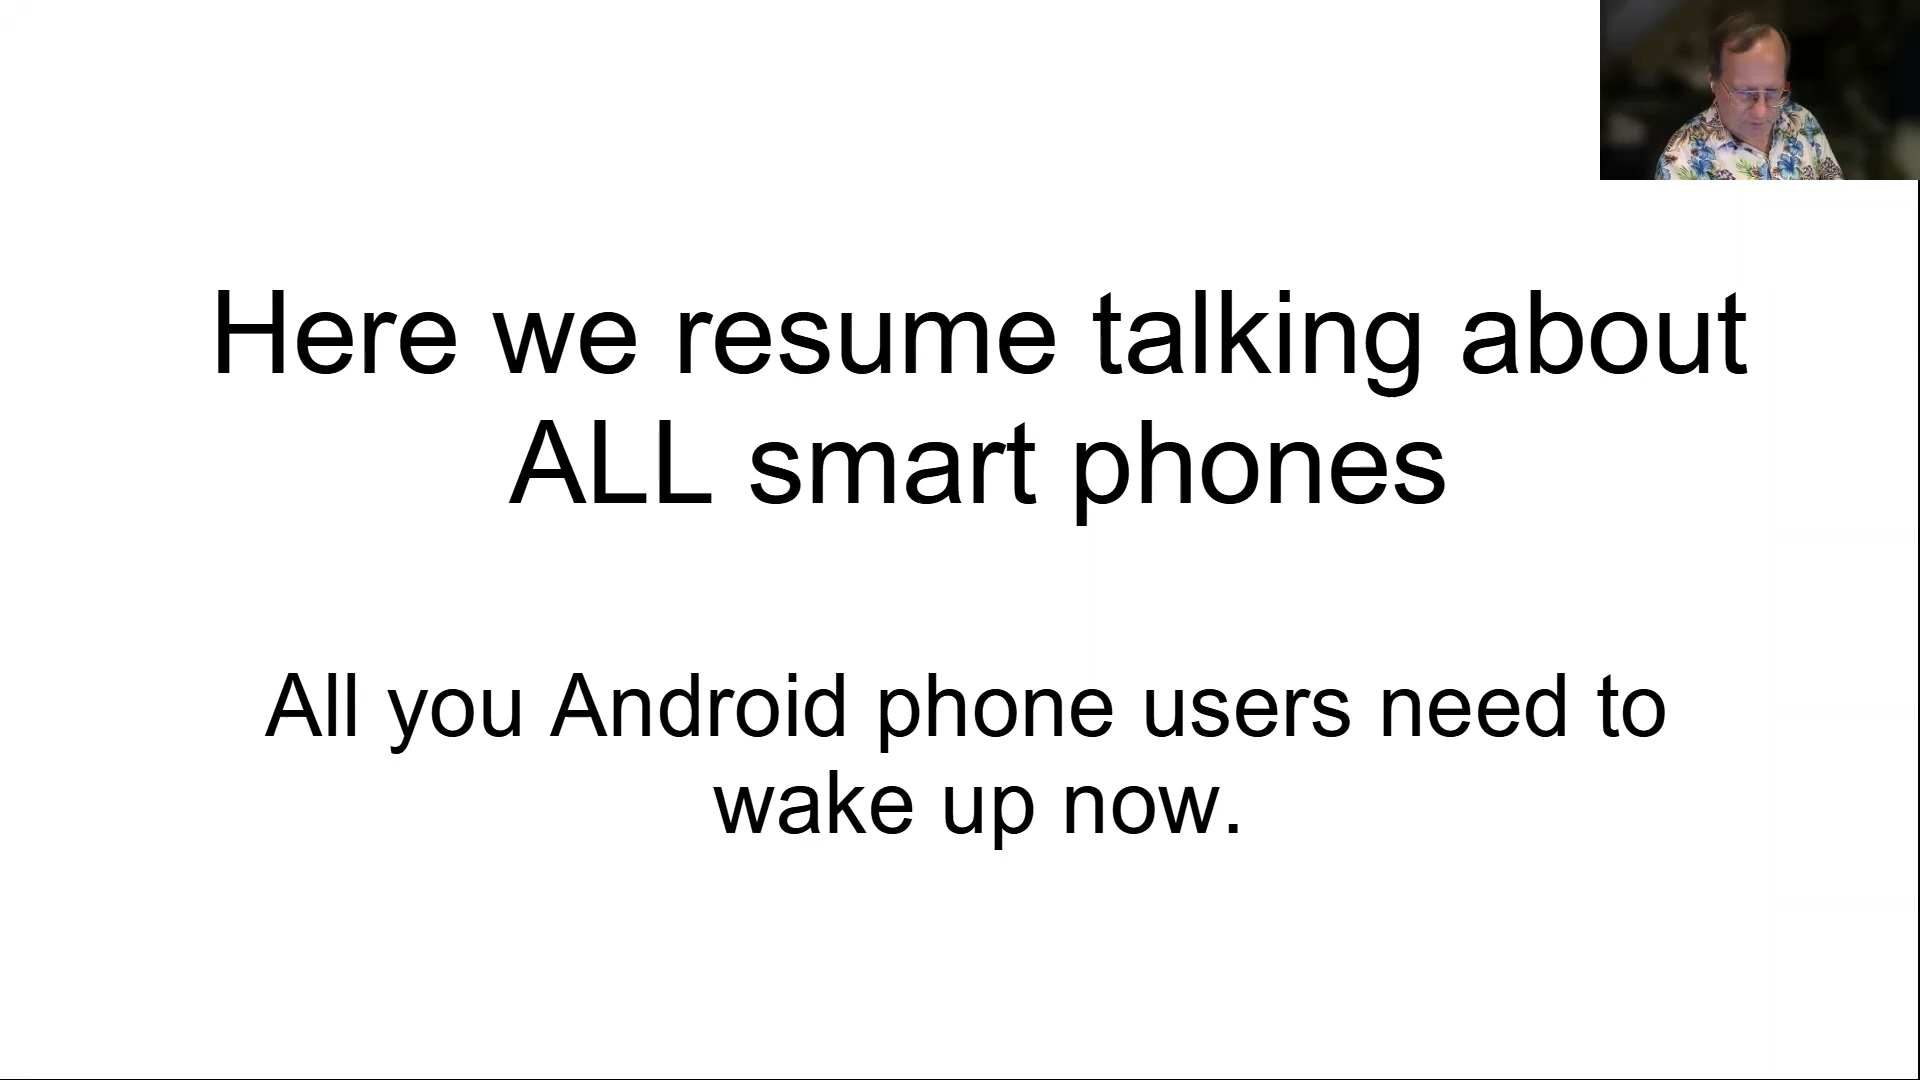 Here we resume talking about
ALL smart phones
All you Android phone users need to
wake up now.